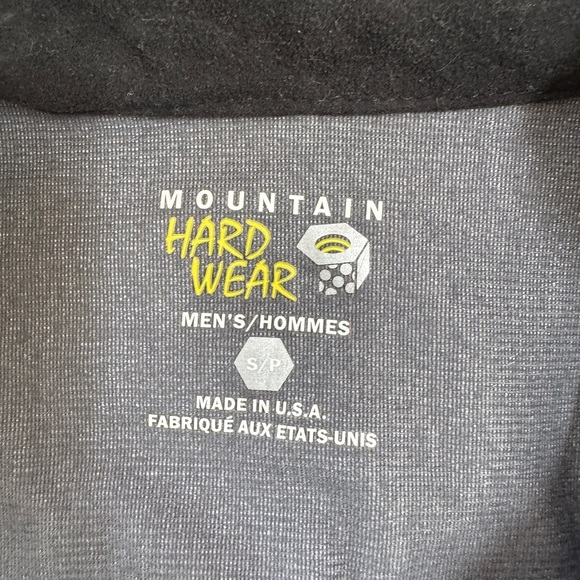 MOUNTAIN
HARD
WEAR
MEN'S/HOMMES
S/P
MADE IN U.S.A.
FABRIQUÉ AUX ETATS-UNIS